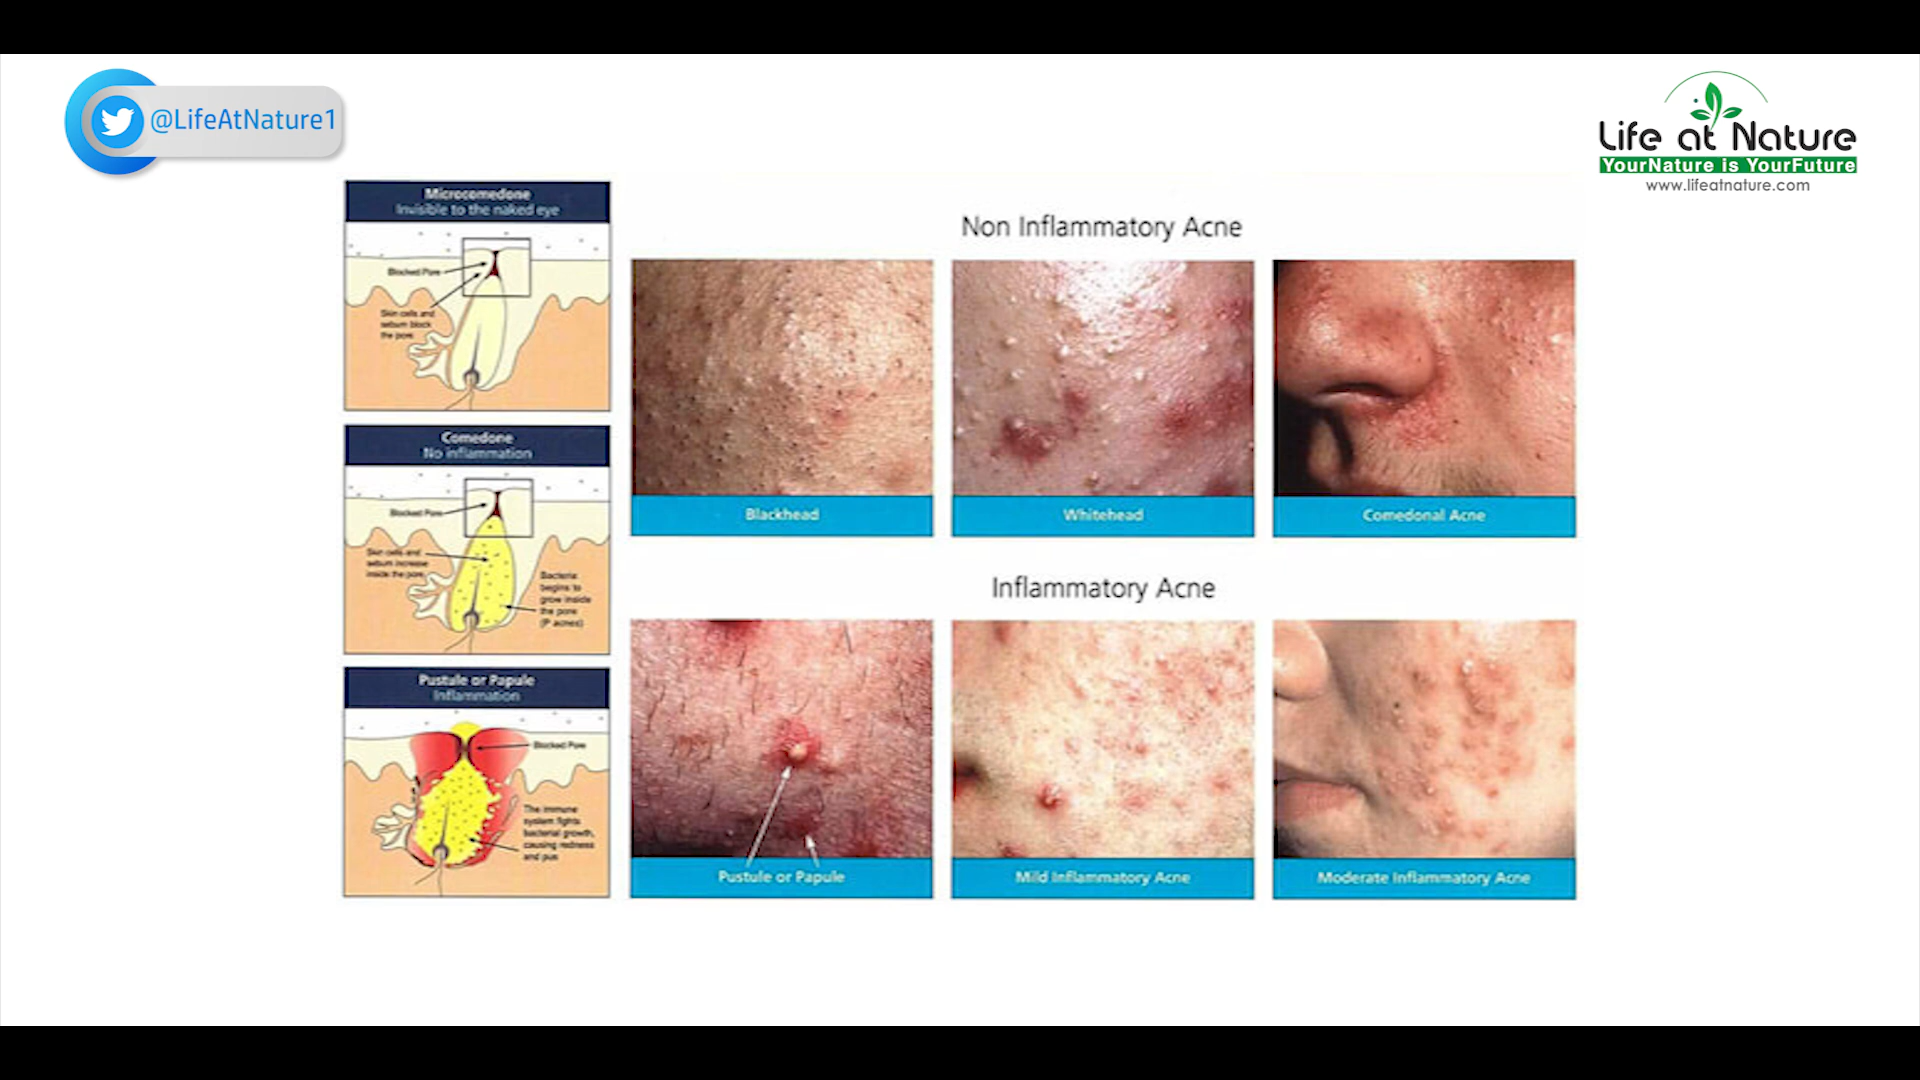 @LifeAtNature1
Life at Nature
YourNature is YourFuture
www.lifeatnature.com
Microcomedone
Invisible to the naked eye
Blocked Pore
Skin cells and
sebum block
the pore
Comedone
No inflammation
Blocked Pore
Skin cells and
sebum increase
inside the pore
Bacteria
begins to
grow inside
the pore
(P acnes)
Pustule or Papule
Inflammation
Blocked Pore
The immune
system fights
bacterial growth,
causing redness
and pus
Non Inflammatory Acne
Blackhead
Whitehead
Comedonal Acne
Inflammatory Acne
Pustule or Papule
Mild Inflammatory Acne
Moderate Inflammatory Acne